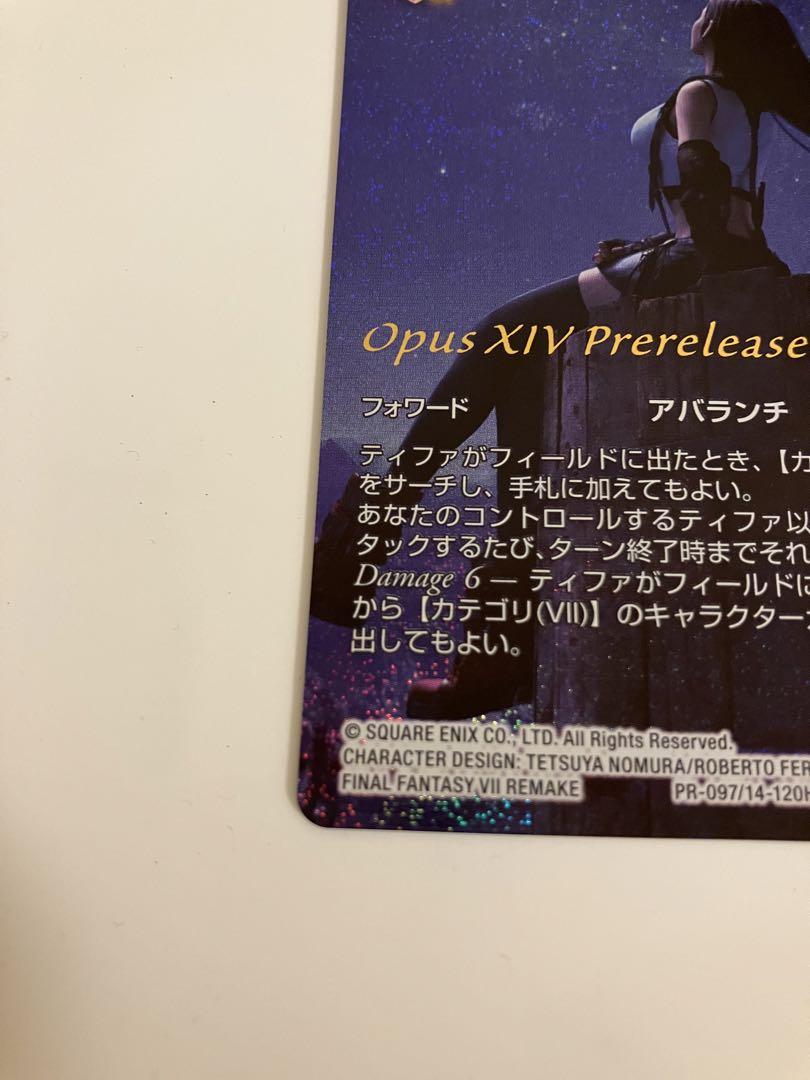 Opus XIV Prerelease
フォワード アバランチ
ティファがフィールドに出たとき、【カ
をサーチし、手札に加えてもよい。
あなたのコントロールするティファ以
タックするたび、ターン終了時までそれ
Damage 6 — ティファがフィールドに
から【カテゴリ(VII)】のキャラクター
出してもよい。
© SQUARE ENIX CO., LTD. All Rights Reserved.
CHARACTER DESIGN: TETSUYA NOMURA/ROBERTO FER
FINAL FANTASY VII REMAKE PR-097/14-120H